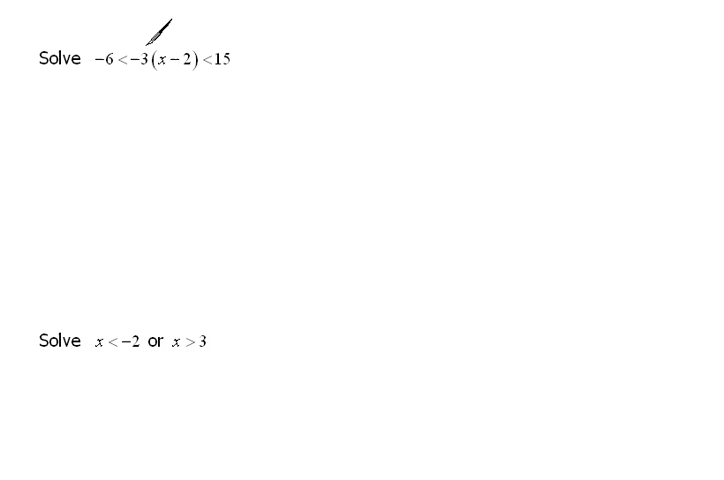 Solve −6 < −3(x − 2) < 15
Solve x < −2 or x > 3